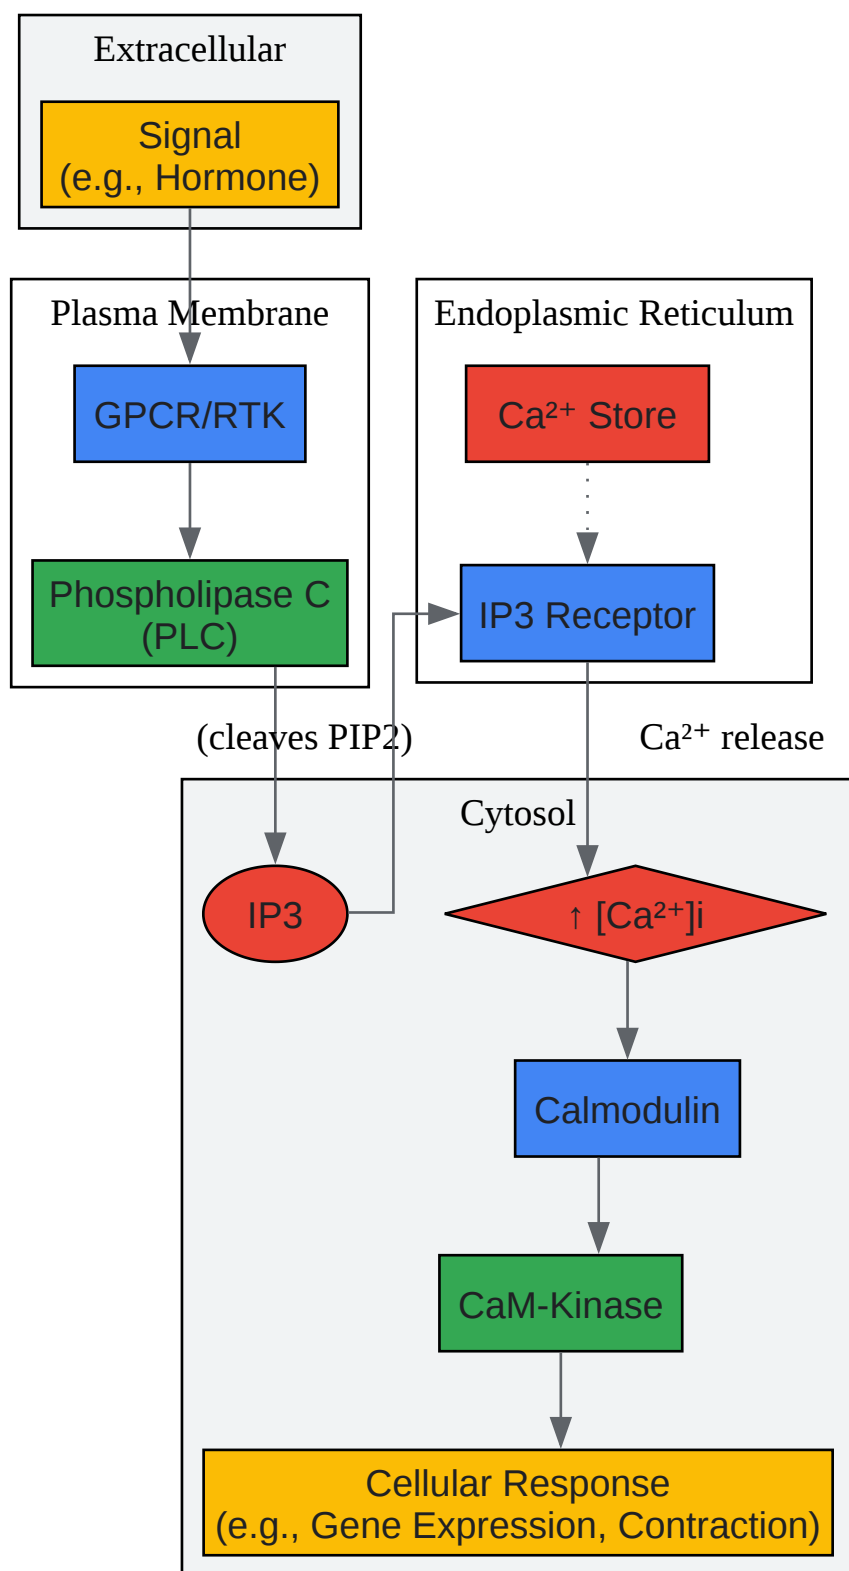 Extracellular
Signal
(e.g., Hormone)
Plasma Membrane
GPCR/RTK
Phospholipase C
(PLC)
Endoplasmic Reticulum
Ca²⁺ Store
IP3 Receptor
(cleaves PIP2)
Ca²⁺ release
Cytosol
IP3
↑ [Ca²⁺]i
Calmodulin
CaM-Kinase
Cellular Response
(e.g., Gene Expression, Contraction)